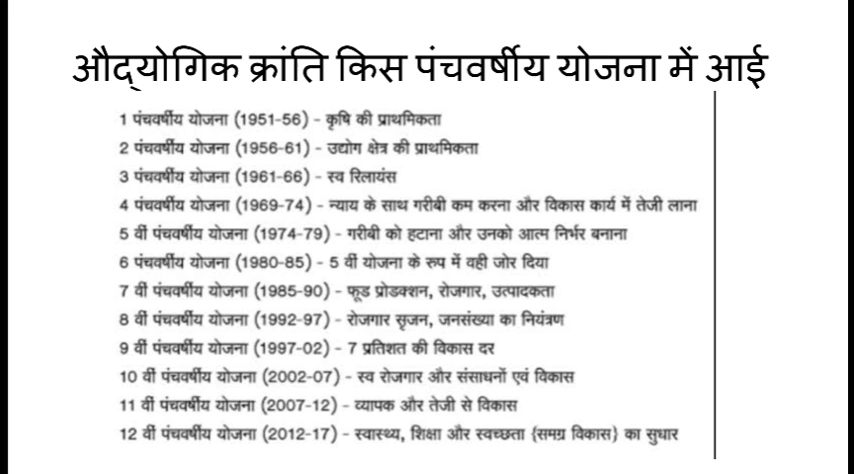 औद्योगिक क्रांति किस पंचवर्षीय योजना में आई
1 पंचवर्षीय योजना (1951-56) - कृषि की प्राथमिकता
2 पंचवर्षीय योजना (1956-61) - उद्योग क्षेत्र की प्राथमिकता
3 पंचवर्षीय योजना (1961-66) - स्व रिलायंस
4 पंचवर्षीय योजना (1969-74) - न्याय के साथ गरीबी कम करना और विकास कार्य में तेजी लाना
5 वीं पंचवर्षीय योजना (1974-79) - गरीबी को हटाना और उनको आत्म निर्भर बनाना
6 पंचवर्षीय योजना (1980-85) - 5 वीं योजना के रूप में वही जोर दिया
7 वीं पंचवर्षीय योजना (1985-90) - फूड प्रोडक्शन, रोजगार, उत्पादकता
8 वीं पंचवर्षीय योजना (1992-97) - रोजगार सृजन, जनसंख्या का नियंत्रण
9 वीं पंचवर्षीय योजना (1997-02) - 7 प्रतिशत की विकास दर
10 वीं पंचवर्षीय योजना (2002-07) - स्व रोजगार और संसाधनों एवं विकास
11 वीं पंचवर्षीय योजना (2007-12) - व्यापक और तेजी से विकास
12 वीं पंचवर्षीय योजना (2012-17) - स्वास्थ्य, शिक्षा और स्वच्छता {समग्र विकास} का सुधार